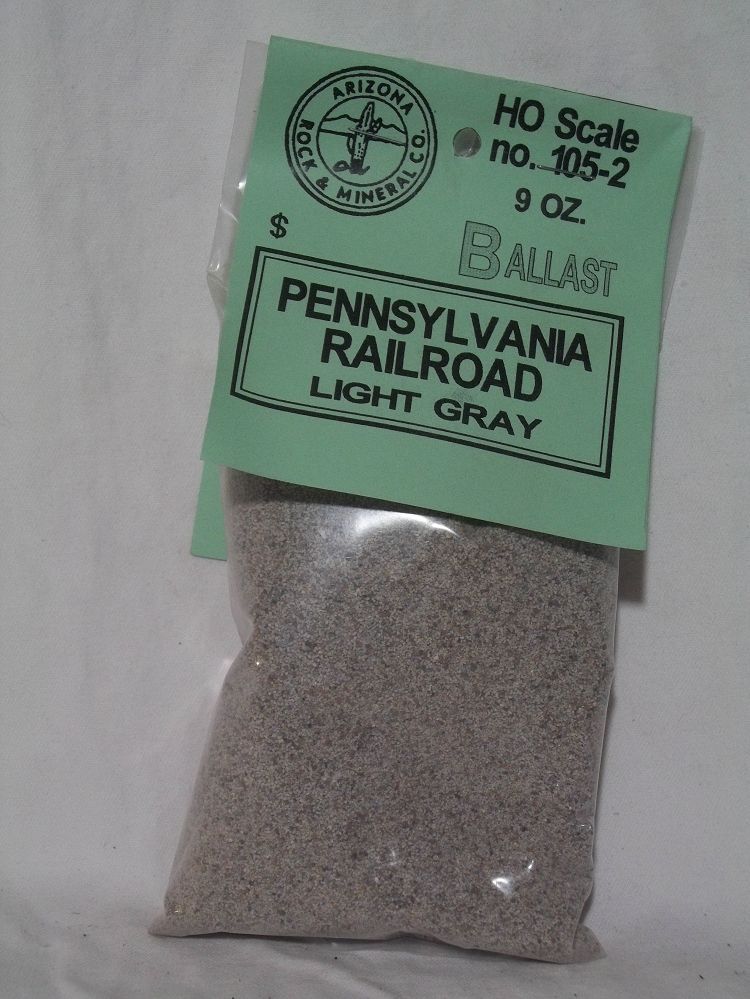 ARIZONA
ROCK & MINERAL CO.
HO Scale
no. 105-2
9 OZ.
$
BALLAST
PENNSYLVANIA
RAILROAD
LIGHT GRAY